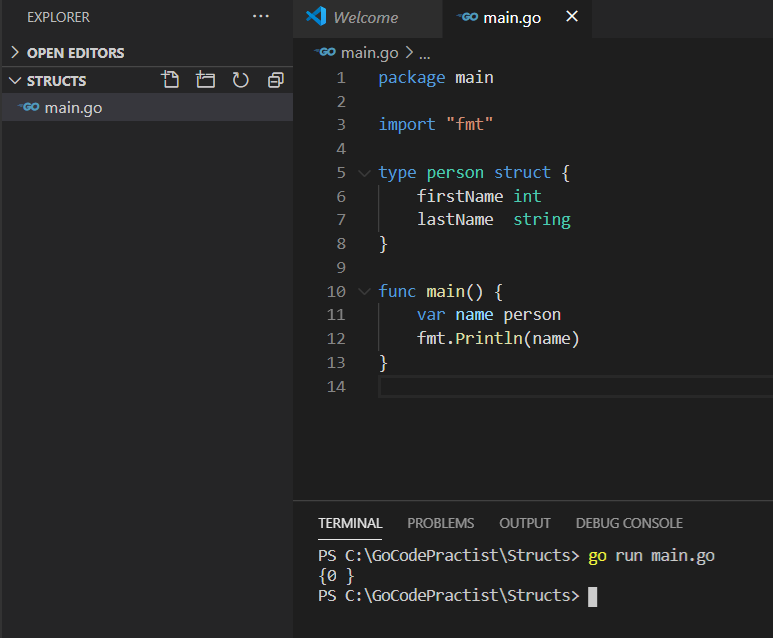 EXPLORER ...
OPEN EDITORS
STRUCTS
GO main.go
Welcome
GO main.go
GO main.go > ...
1 package main
2
3 import "fmt"
4
5 type person struct {
6 firstName int
7 lastName  string
8 }
9
10 func main() {
11 var name person
12 fmt.Println(name)
13 }
14
TERMINAL PROBLEMS OUTPUT DEBUG CONSOLE
PS C:\GoCodePractist\Structs> go run main.go
{0 }
PS C:\GoCodePractist\Structs>